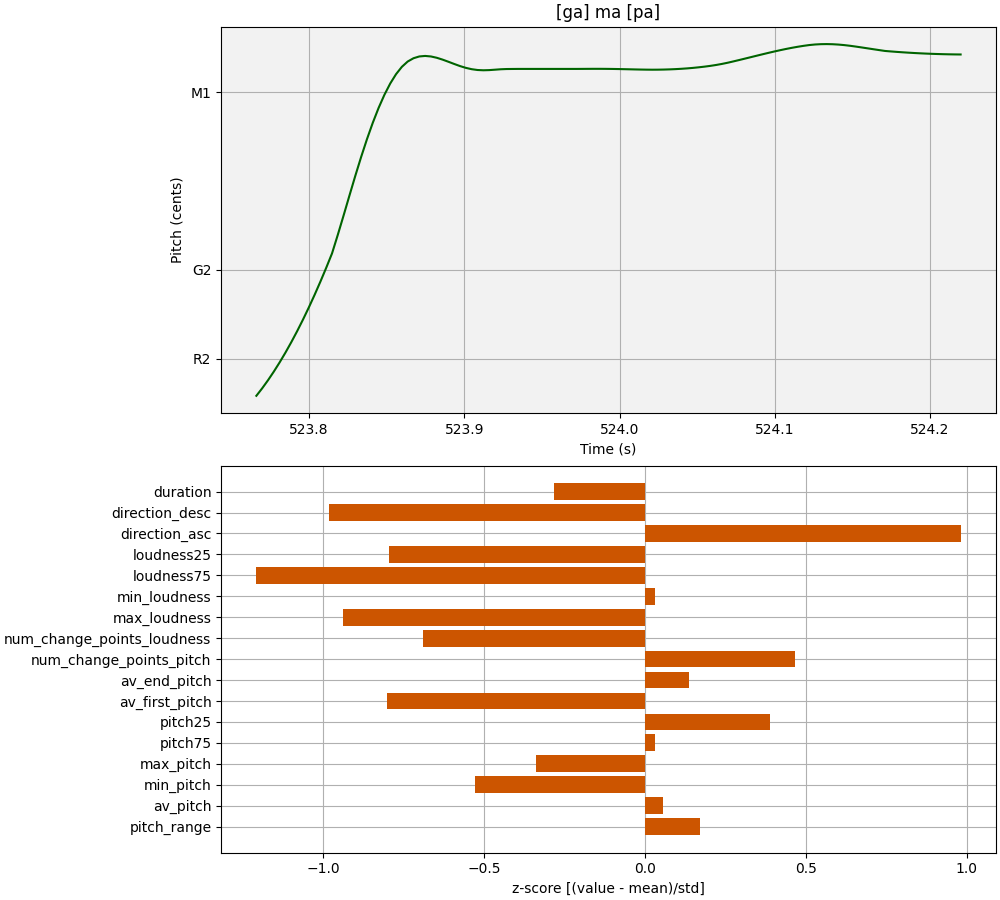 [ga] ma [pa]
M1
G2
R2
Pitch (cents)
523.8 523.9 524.0 524.1 524.2
Time (s)
duration
direction_desc
direction_asc
loudness25
loudness75
min_loudness
max_loudness
num_change_points_loudness
num_change_points_pitch
av_end_pitch
av_first_pitch
pitch25
pitch75
max_pitch
min_pitch
av_pitch
pitch_range
−1.0 −0.5 0.0 0.5 1.0
z-score [(value - mean)/std]